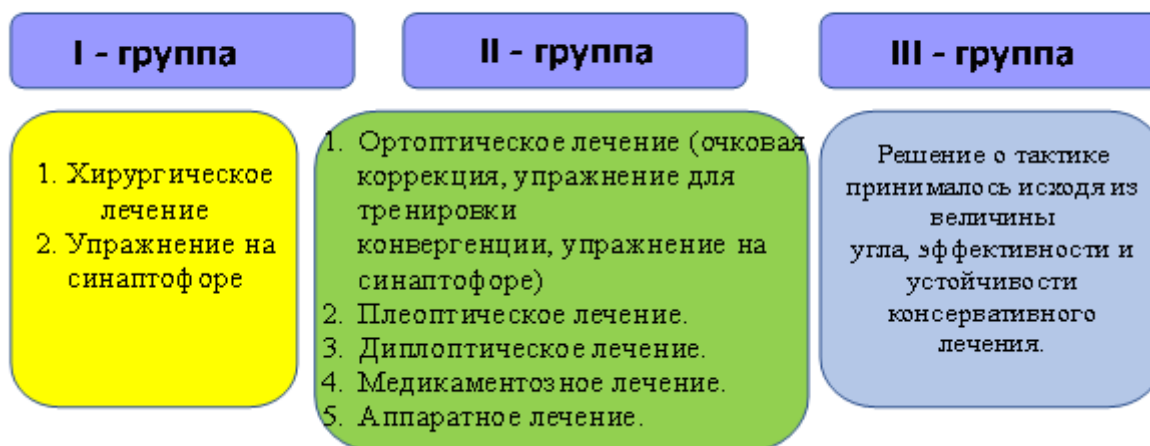 I - группа
1. Хирургическое
лечение
2. Упражнение на
синаптофоре
II - группа
1. Ортоптическое лечение (очковая
коррекция, упражнение для
тренировки
конвергенции, упражнение на
синаптофоре)
2. Плеоптическое лечение.
3. Диплоптическое лечение.
4. Медикаментозное лечение.
5. Аппаратное лечение.
III - группа
Решение о тактике
принималось исходя из
величины
угла, эффективности и
устойчивости
консервативного
лечения.